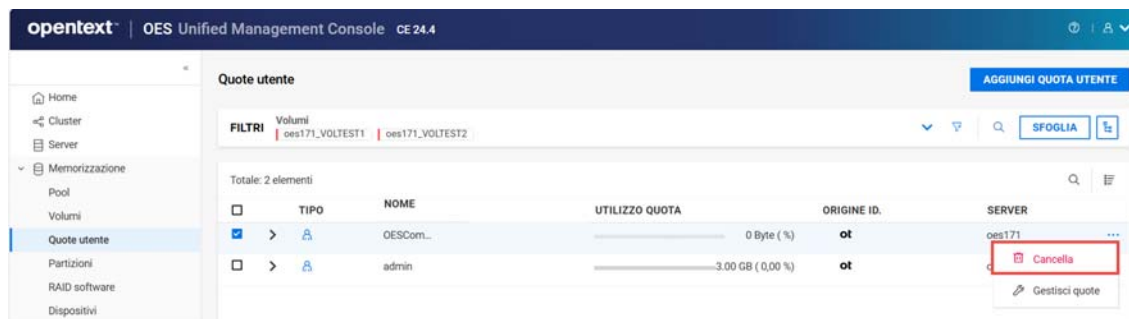 opentext™ | OES Unified Management Console CE 24.4
Home
Cluster
Server
Memorizzazione
Pool
Volumi
Quote utente
Partizioni
RAID software
Dispositivi
Quote utente
AGGIUNGI QUOTA UTENTE
FILTRI Volumi
oes171_VOLTEST1 oes171_VOLTEST2
SFOGLIA
Totale: 2 elementi
TIPO NOME UTILIZZO QUOTA ORIGINE ID. SERVER
OESCom... 0 Byte ( %) ot oes171
admin 3.00 GB ( 0,00 %) ot
Cancella
Gestisci quote